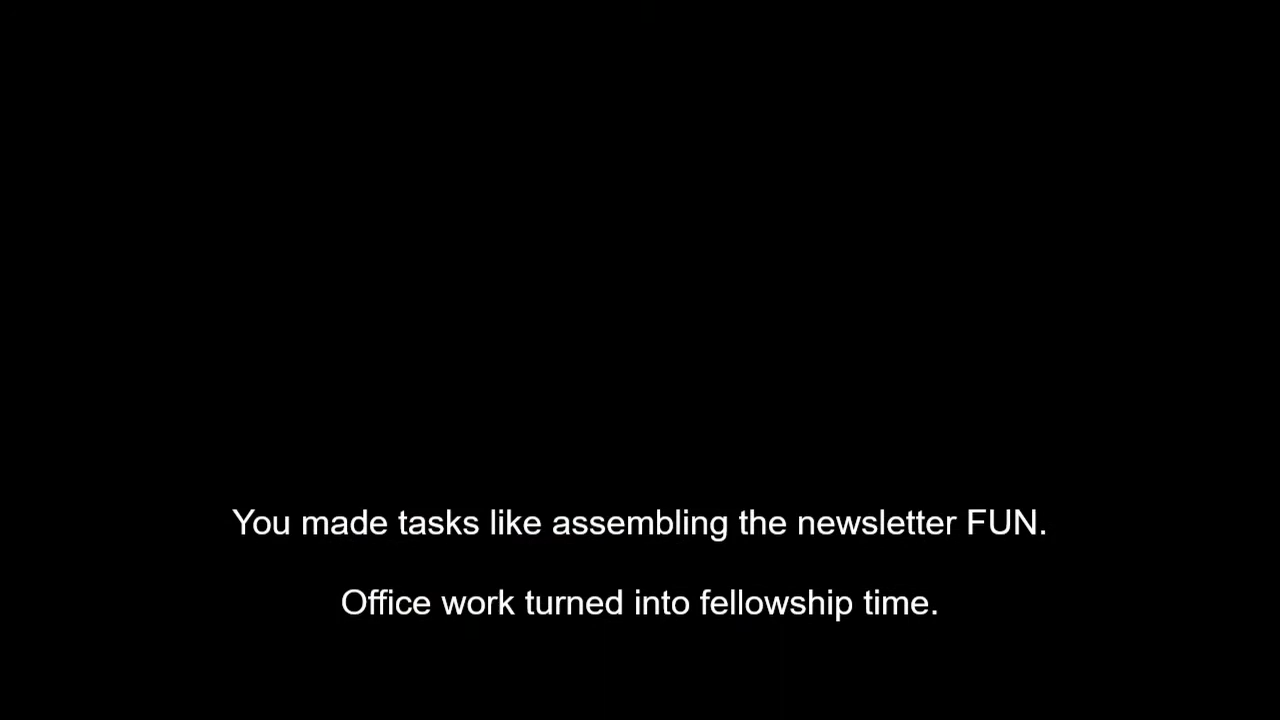 You made tasks like assembling the newsletter FUN.
Office work turned into fellowship time.